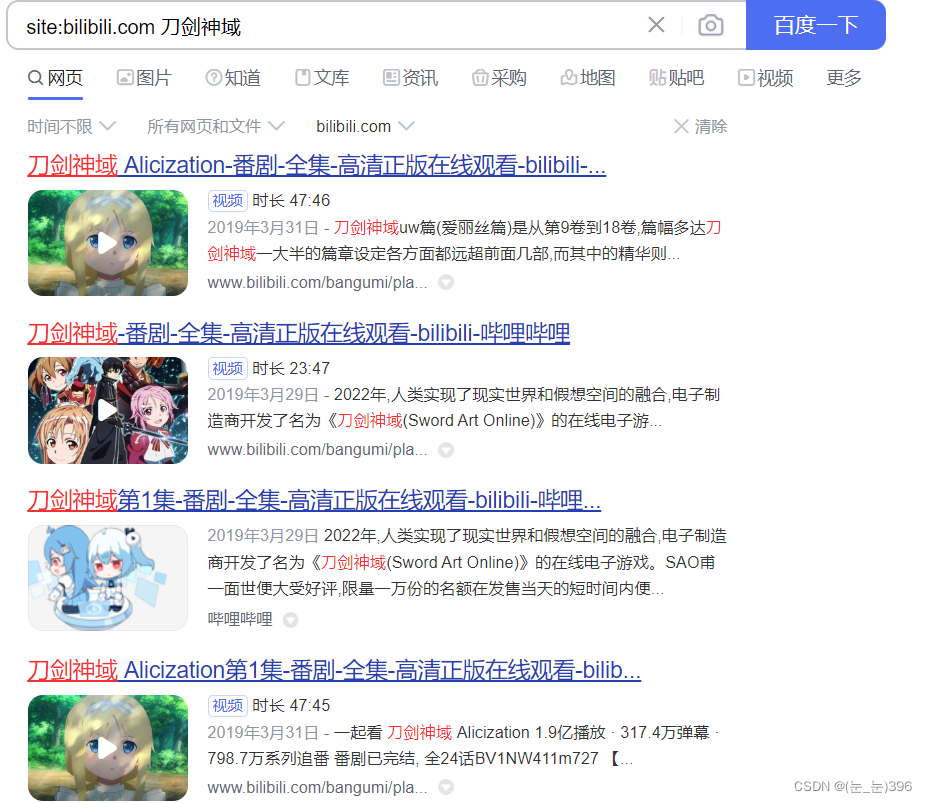 site:bilibili.com 刀剑神域
百度一下
网页 图片 知道 文库 资讯 采购 地图 贴吧 视频 更多
时间不限 所有网页和文件 bilibili.com 清除
刀剑神域 Alicization-番剧-全集-高清正版在线观看-bilibili-...
视频 时长 47:46
2019年3月31日 - 刀剑神域uw篇(爱丽丝篇)是从第9卷到18卷,篇幅多达刀
剑神域一大半的篇章设定各方面都远超前面几部,而其中的精华则...
www.bilibili.com/bangumi/pla...
刀剑神域-番剧-全集-高清正版在线观看-bilibili-哔哩哔哩
视频 时长 23:47
2019年3月29日 - 2022年,人类实现了现实世界和假想空间的融合,电子制
造商开发了名为《刀剑神域(Sword Art Online)》的在线电子游...
www.bilibili.com/bangumi/pla...
刀剑神域第1集-番剧-全集-高清正版在线观看-bilibili-哔哩...
2019年3月29日 2022年,人类实现了现实世界和假想空间的融合,电子制造
商开发了名为《刀剑神域(Sword Art Online)》的在线电子游戏。SAO甫
一面世便大受好评,限量一万份的名额在发售当天的短时间内便...
哔哩哔哩
刀剑神域 Alicization第1集-番剧-全集-高清正版在线观看-bilib...
视频 时长 47:45
2019年3月31日 - 一起看 刀剑神域 Alicization 1.9亿播放 · 317.4万弹幕 ·
798.7万系列追番 番剧已完结, 全24话BV1NW411m727 【...
www.bilibili.com/bangumi/pla...
CSDN @(눈_눈)396